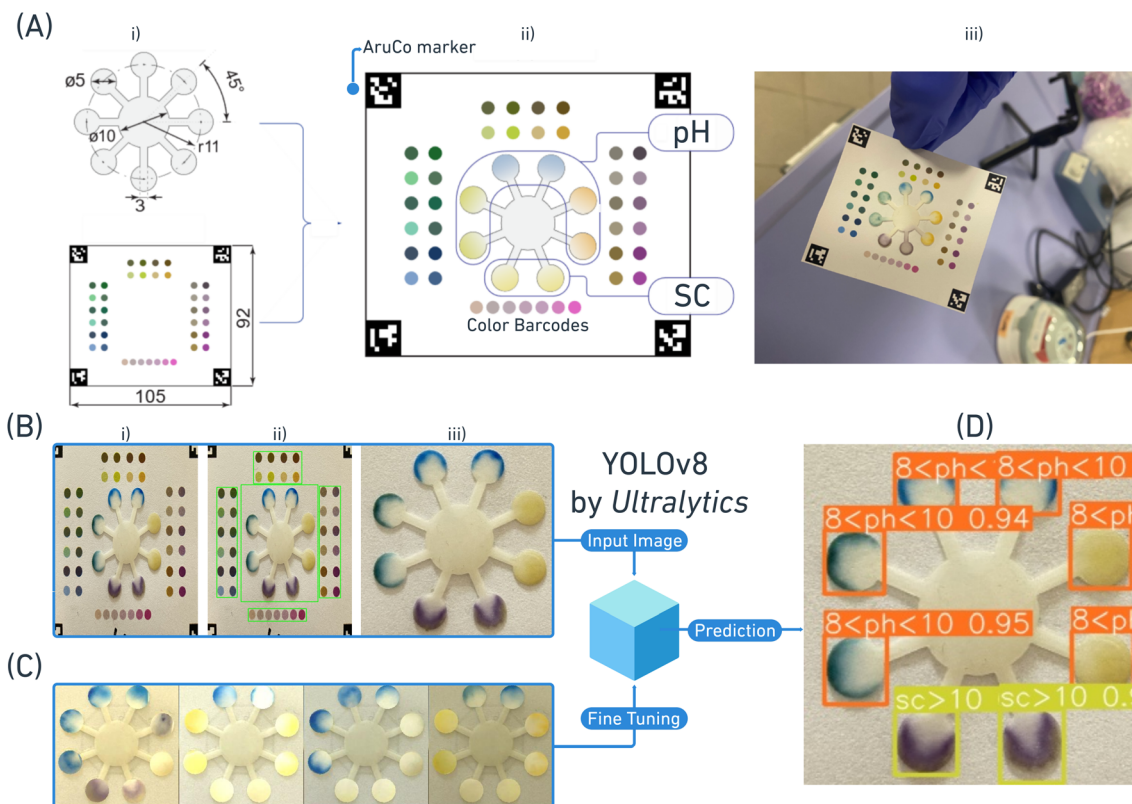 (A)
i)
ø5
45°
ø10
r11
3
92
105
ii)
AruCo marker
pH
SC
Color Barcodes
iii)
(B)
i)
ii)
iii)
YOLOv8
by Ultralytics
Input Image
Prediction
Fine Tuning
(C)
(D)
8<ph<
8<ph<10
8<ph<10 0.94
8<ph
8<ph<10 0.95
8<ph
sc>10
sc>10 0.9